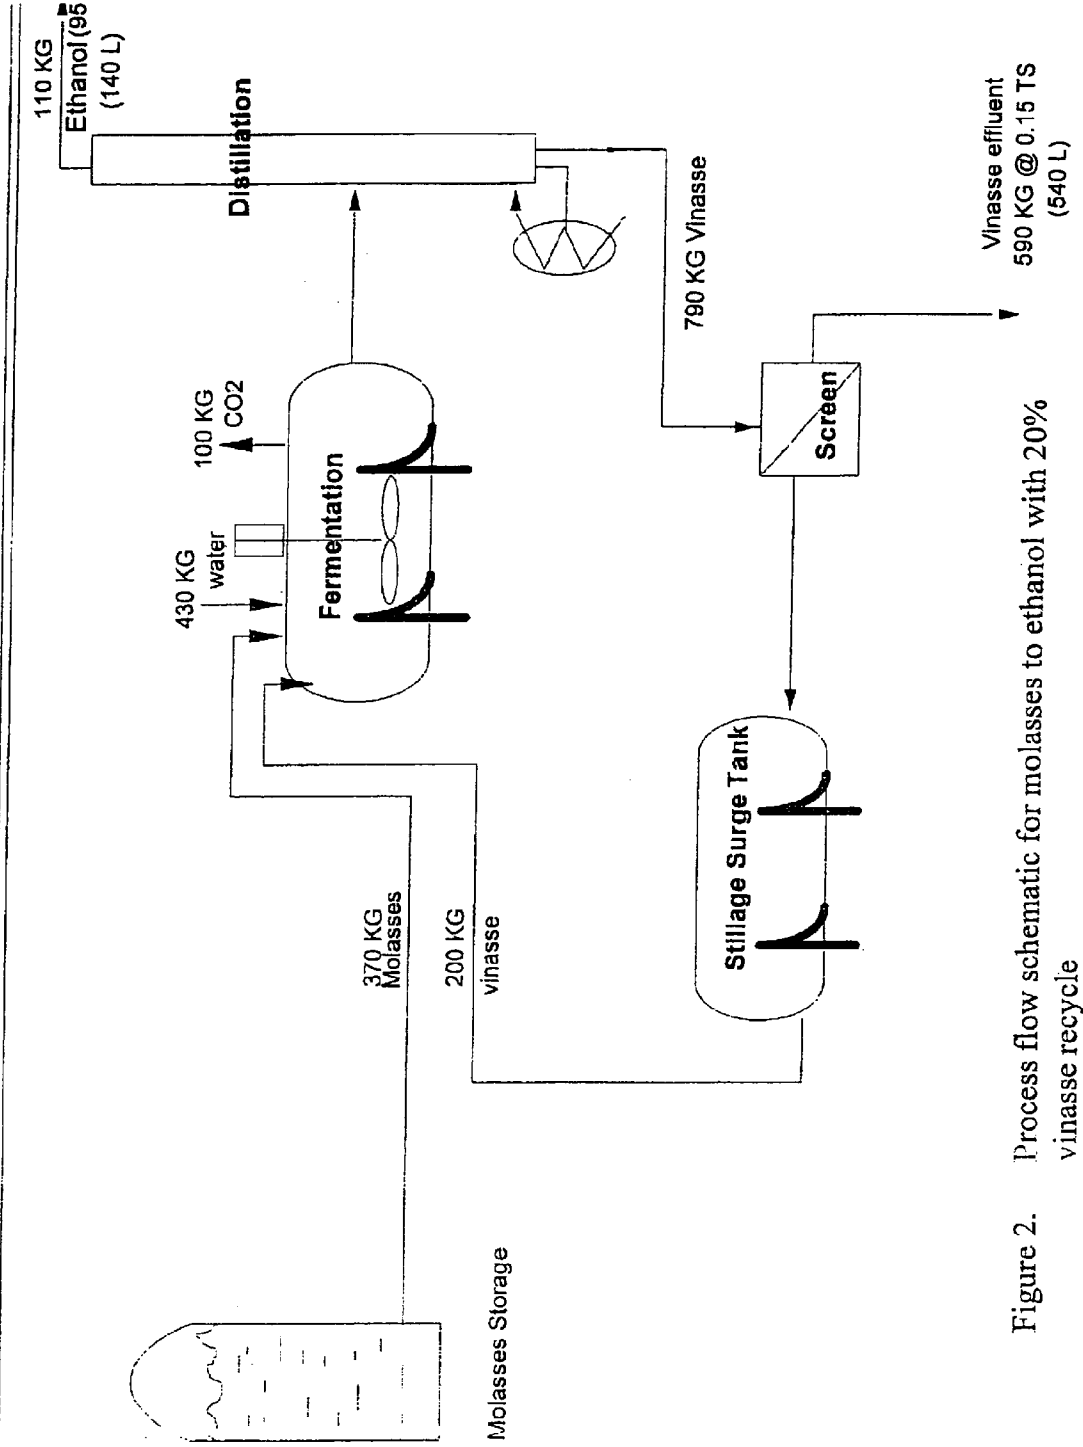 110 KG
Ethanol (95
(140 L)
Distillation
100 KG
CO2
430 KG
water
Fermentation
790 KG Vinasse
Vinasse effluent
590 KG @ 0.15 TS
(540 L)
Screen
370 KG
Molasses
200 KG
vinasse
Stillage Surge Tank
Molasses Storage
Figure 2. Process flow schematic for molasses to ethanol with 20%
vinasse recycle